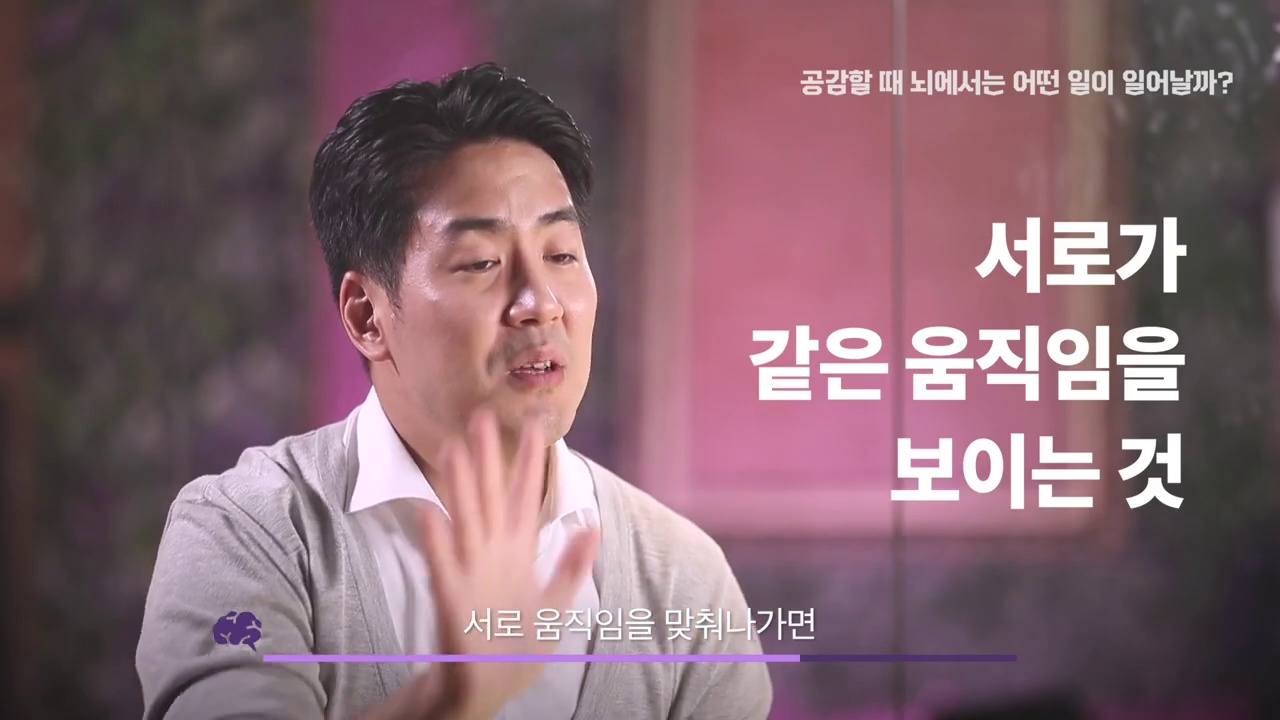 공감할 때 뇌에서는 어떤 일이 일어날까?
서로가
같은 움직임을
보이는 것
서로 움직임을 맞춰나가면